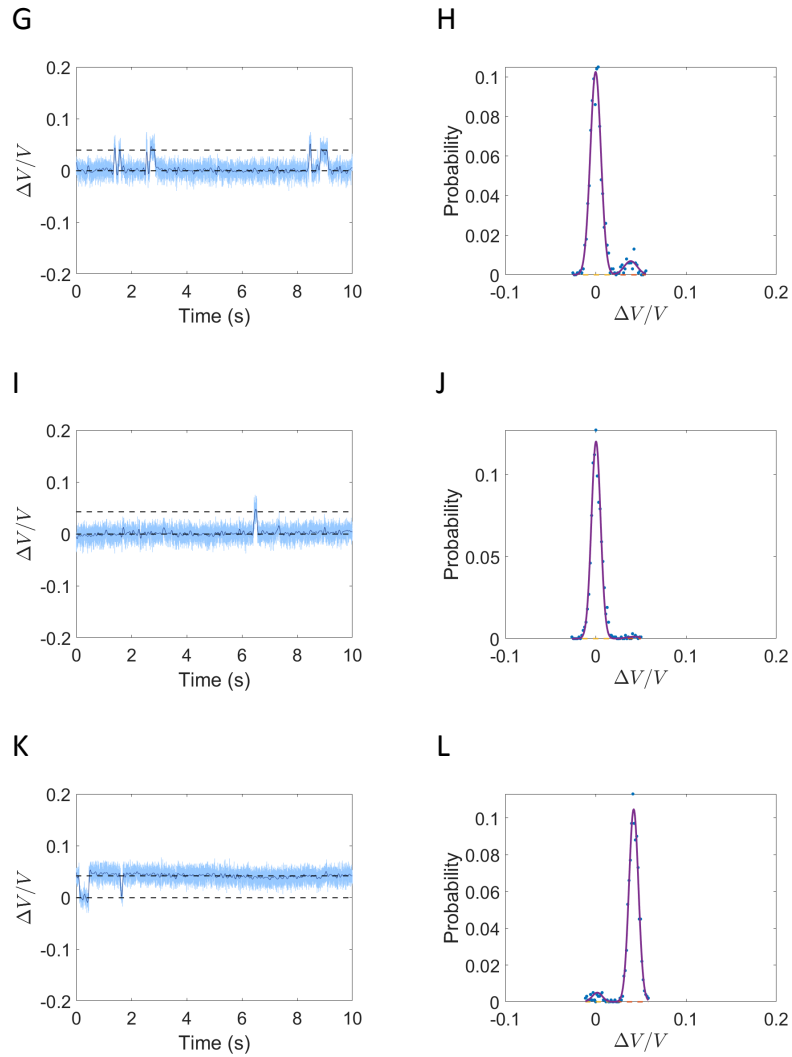 G
H
0.2
0.1
0
-0.1
-0.2
ΔV/V
0 2 4 6 8 10
Time (s)
0.1
0.08
0.06
0.04
0.02
0
Probability
-0.1 0 0.1 0.2
ΔV/V
I
J
0.2
0.1
0
-0.1
-0.2
ΔV/V
0 2 4 6 8 10
Time (s)
0.1
0.05
0
Probability
-0.1 0 0.1 0.2
ΔV/V
K
L
0.2
0.1
0
-0.1
-0.2
ΔV/V
0 2 4 6 8 10
Time (s)
0.1
0.08
0.06
0.04
0.02
0
Probability
-0.1 0 0.1 0.2
ΔV/V